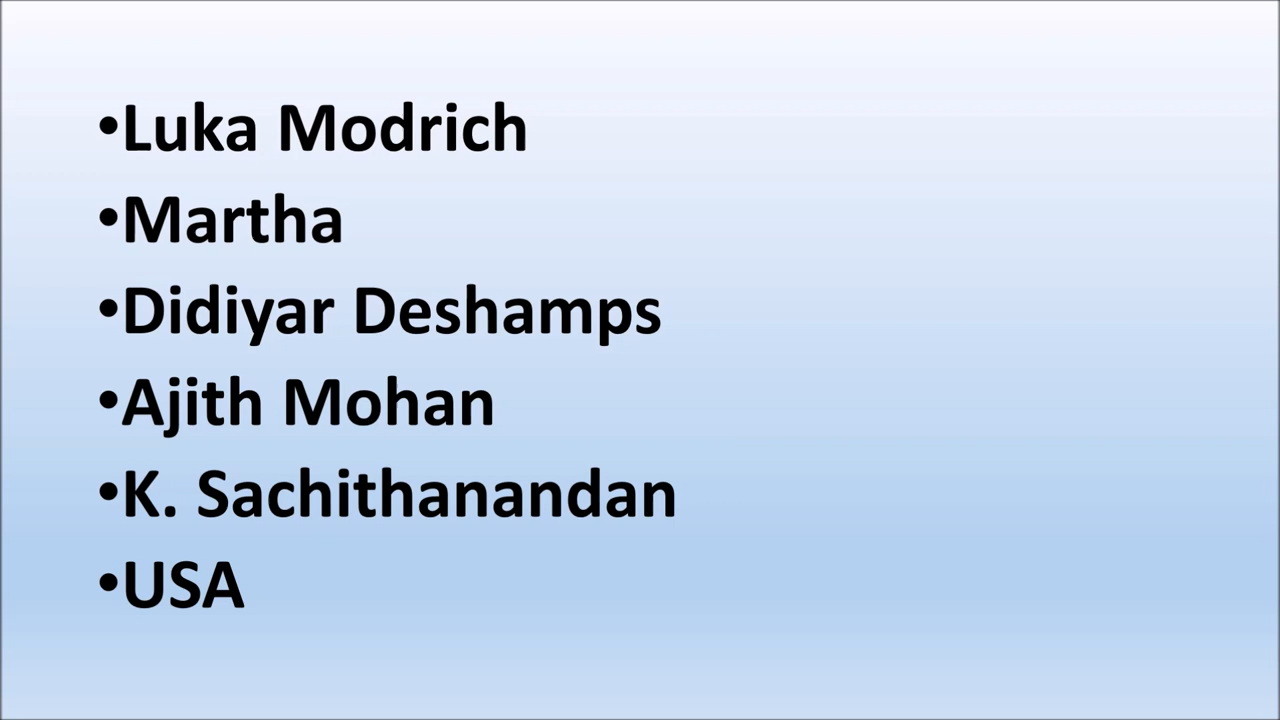 •Luka Modrich
•Martha
•Didiyar Deshamps
•Ajith Mohan
•K. Sachithanandan
•USA